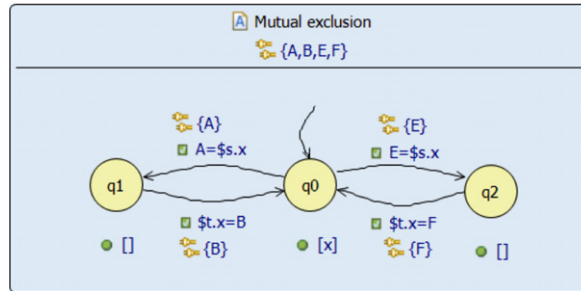 A Mutual exclusion
{A,B,E,F}
{A}
A=$s.x
{E}
E=$s.x
q1
q0
q2
$t.x=B
{B}
$t.x=F
{F}
[]
[x]
[]